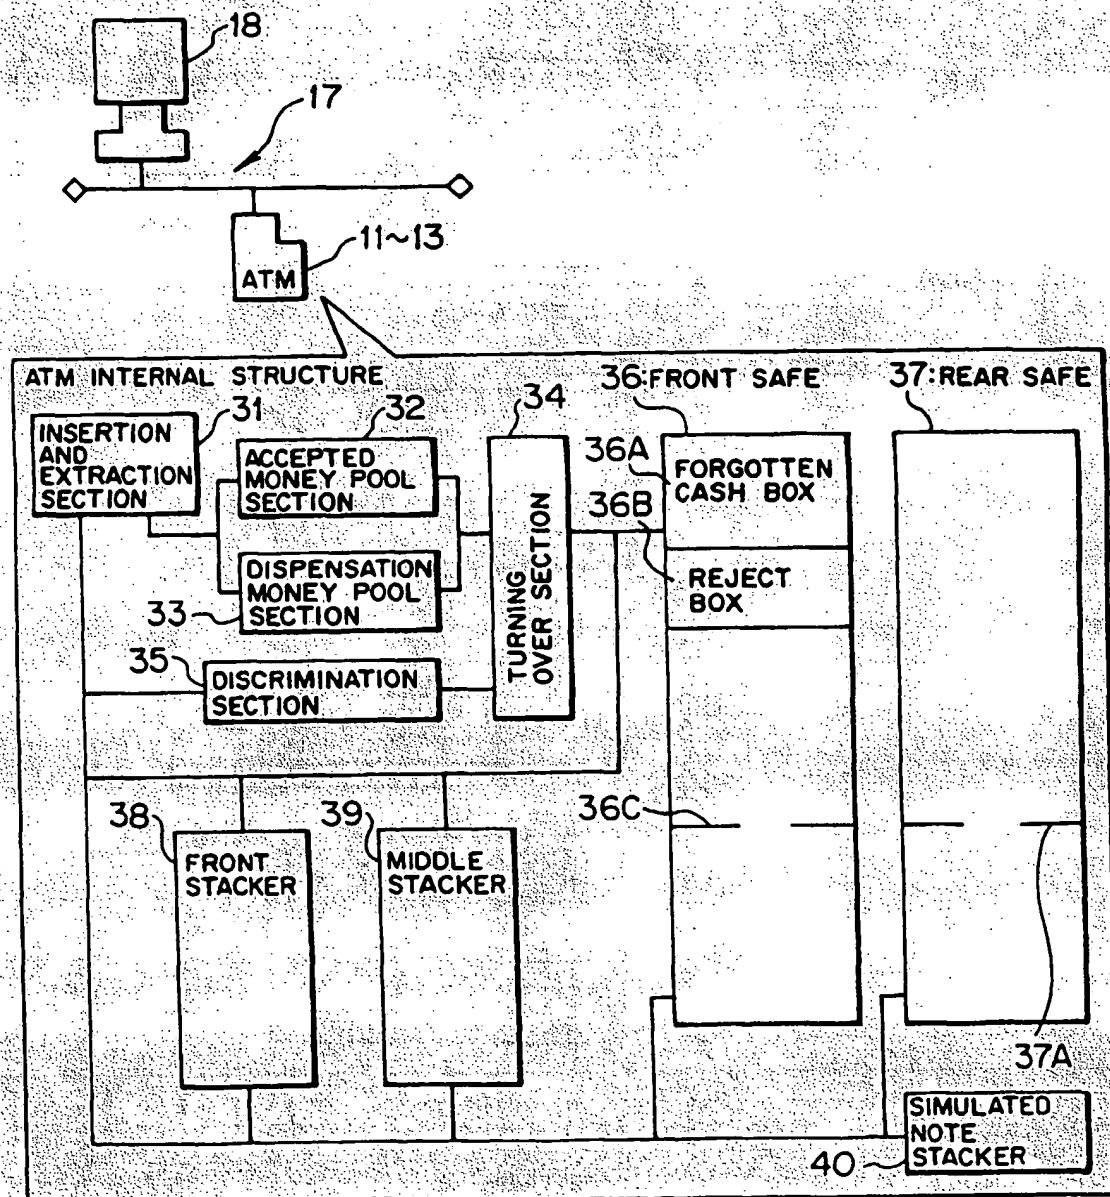 18
17
11~13
ATM
ATM INTERNAL STRUCTURE
36:FRONT SAFE
37:REAR SAFE
31
32
34
INSERTION
AND
EXTRACTION
SECTION
ACCEPTED
MONEY POOL
SECTION
36A
FORGOTTEN
CASH BOX
36B
DISPENSATION
MONEY POOL
SECTION
33
TURNING
OVER SECTION
REJECT
BOX
35
DISCRIMINATION
SECTION
38
39
36C
FRONT
STACKER
MIDDLE
STACKER
37A
SIMULATED
NOTE
STACKER
40